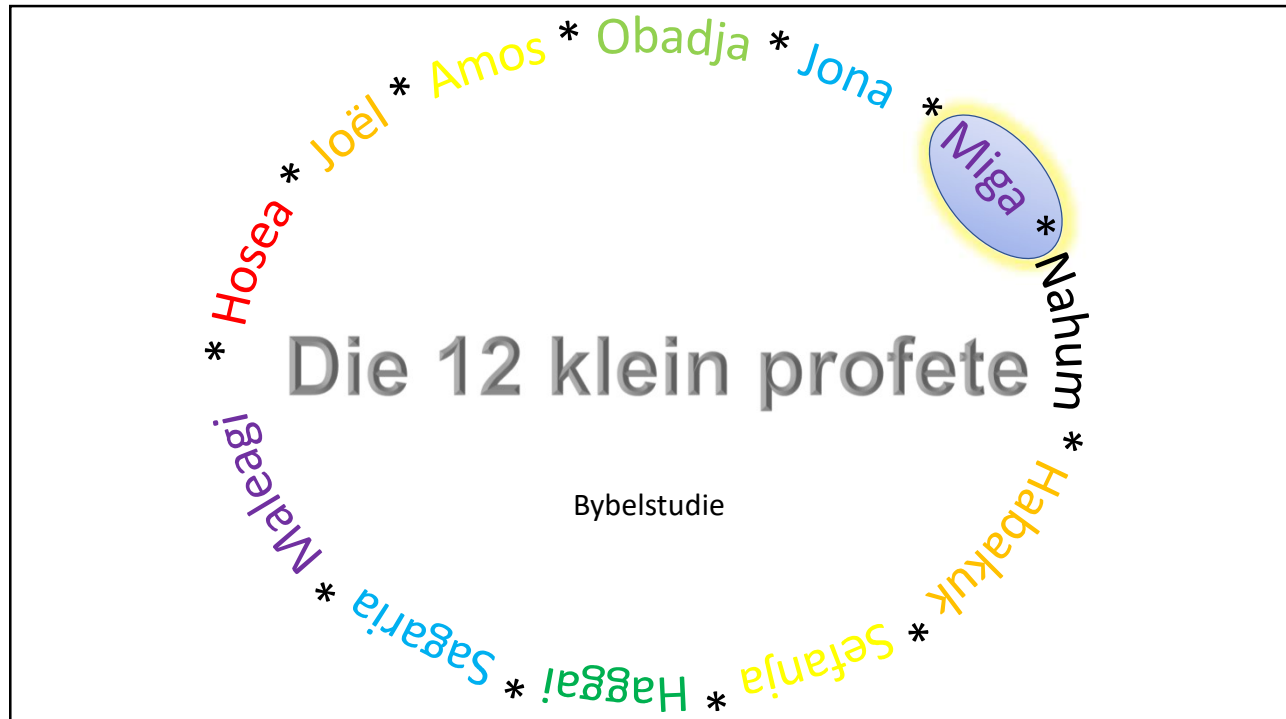 * Hosea * Joël * Amos * Obadja * Jona * Miga * Nahum * Habakuk * Sefanja * Haggai * Sagaria * Maleagi
Die 12 klein profete
Bybelstudie